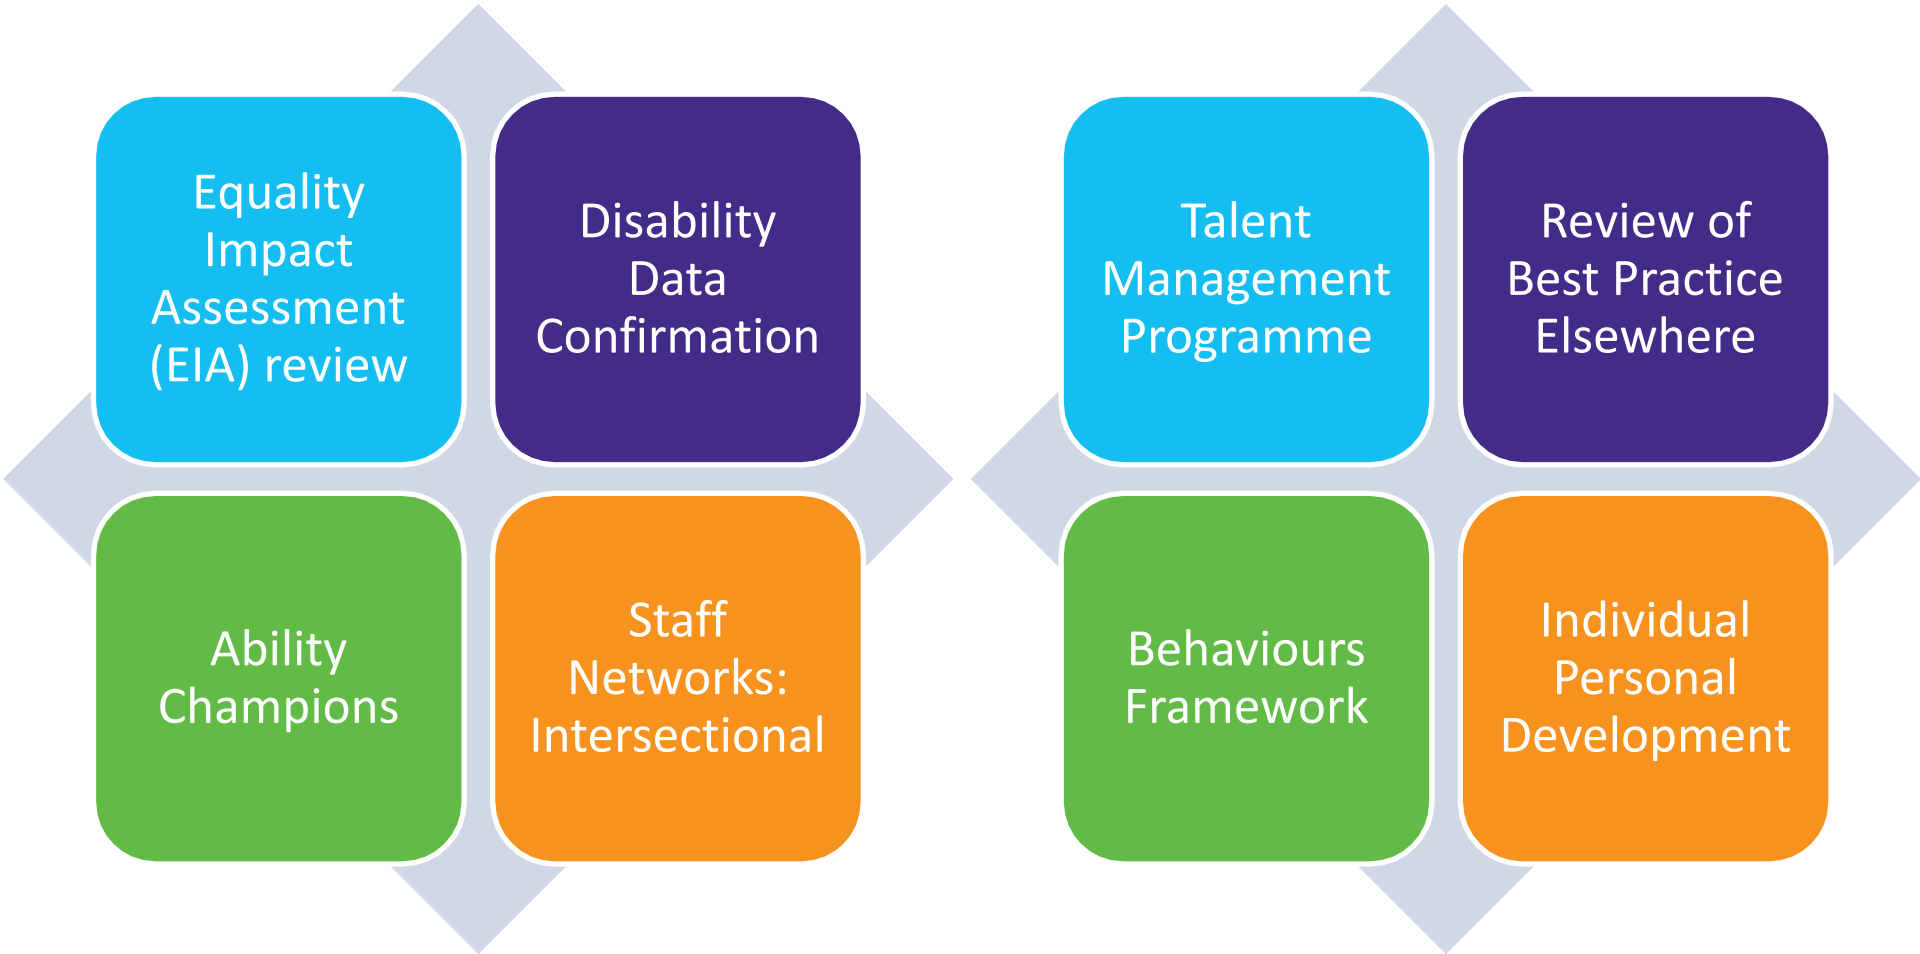 Equality
Impact
Assessment
(EIA) review
Disability
Data
Confirmation
Ability
Champions
Staff
Networks:
Intersectional
Talent
Management
Programme
Review of
Best Practice
Elsewhere
Behaviours
Framework
Individual
Personal
Development